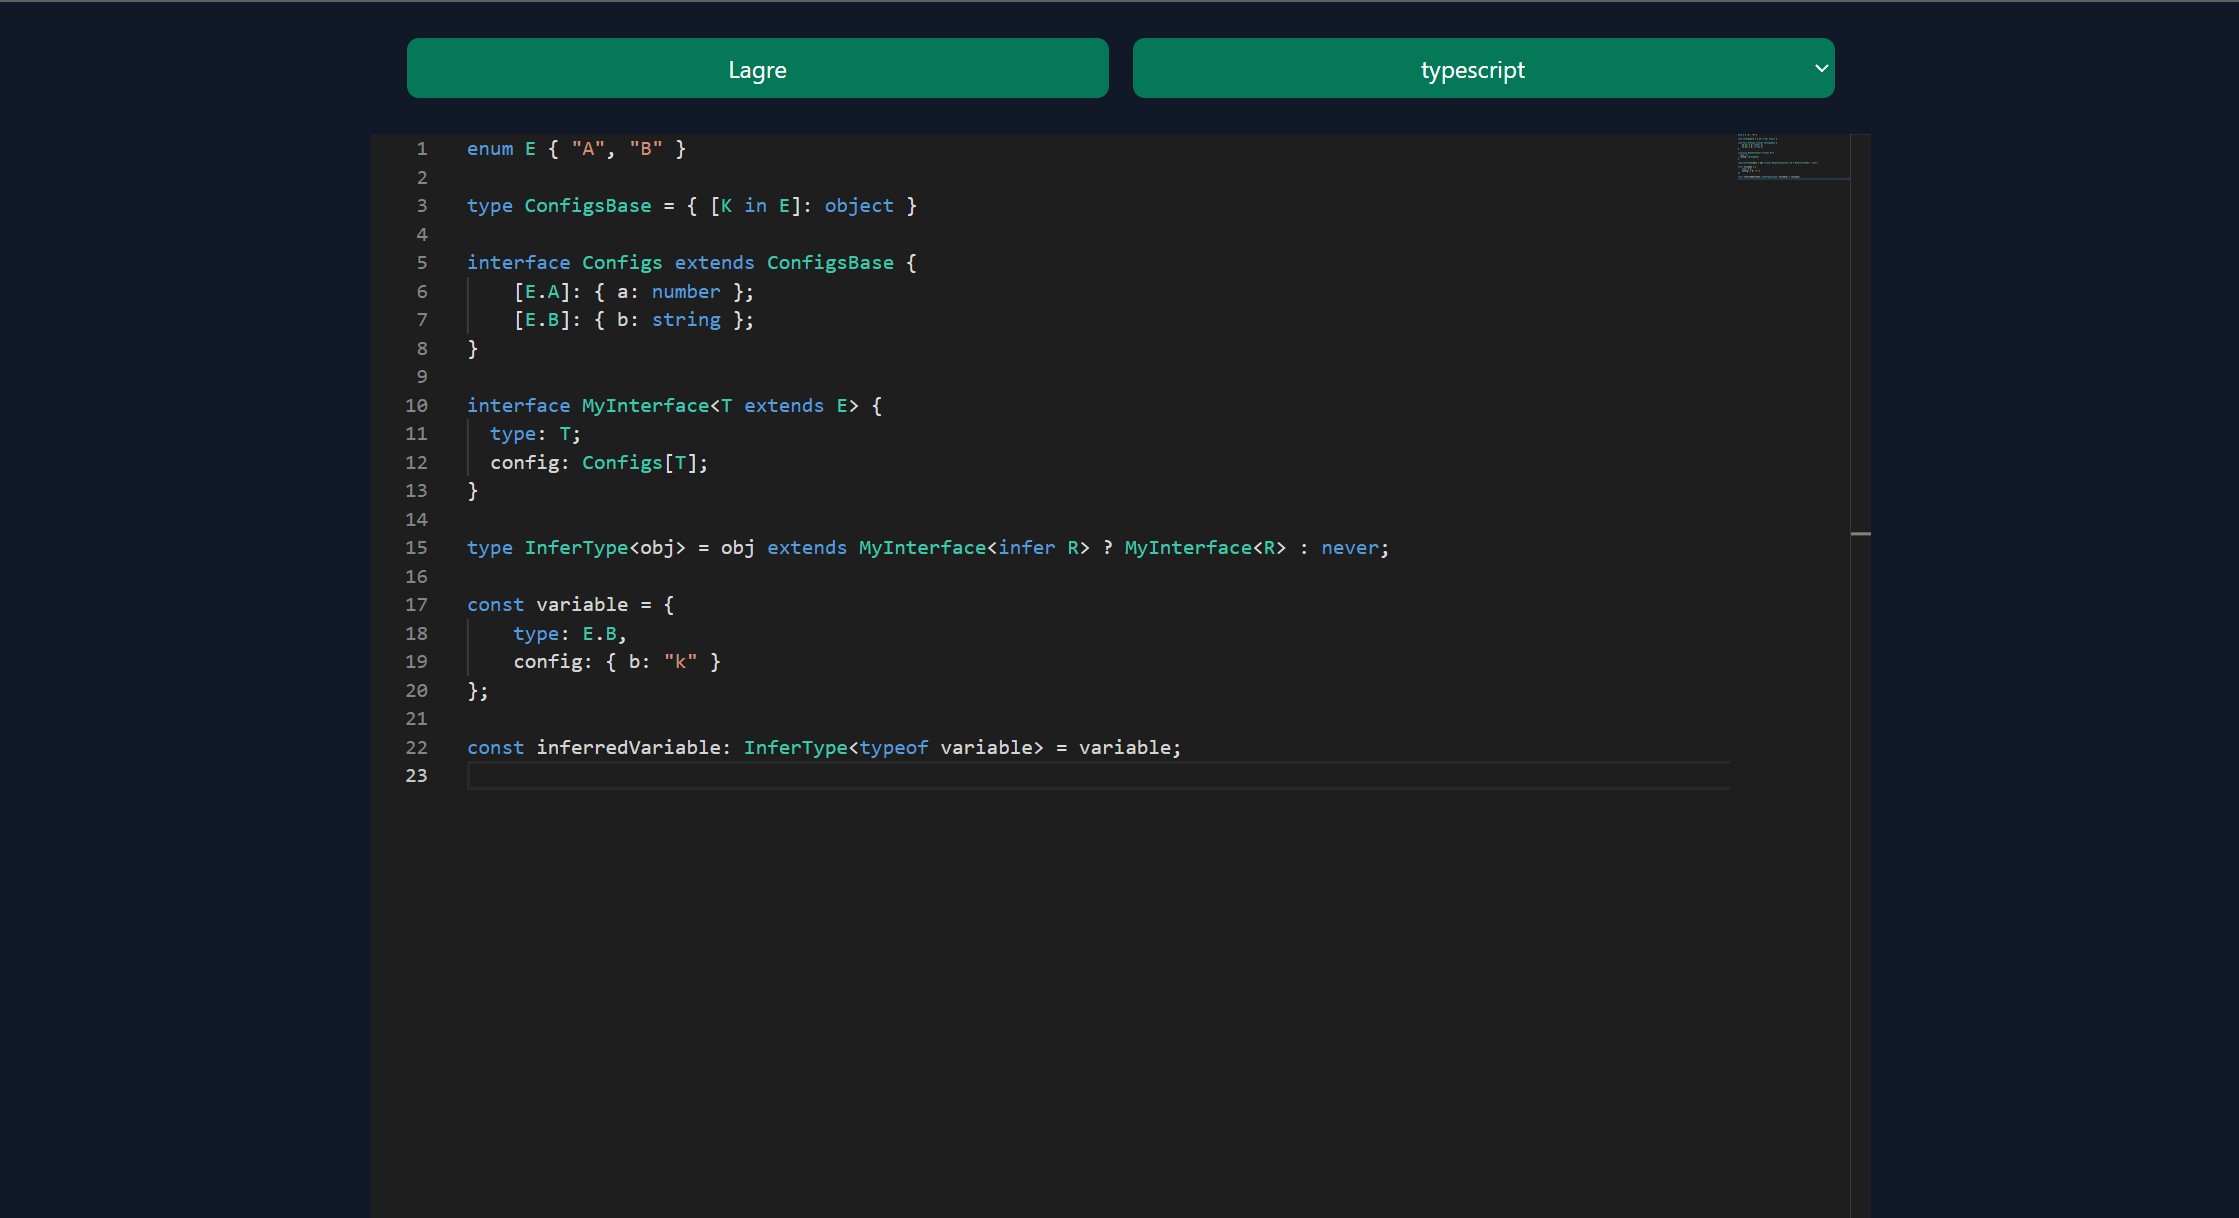 Lagre
typescript
1 enum E { "A", "B" }
2
3 type ConfigsBase = { [K in E]: object }
4
5 interface Configs extends ConfigsBase {
6     [E.A]: { a: number };
7     [E.B]: { b: string };
8 }
9
10 interface MyInterface<T extends E> {
11   type: T;
12   config: Configs[T];
13 }
14
15 type InferType<obj> = obj extends MyInterface<infer R> ? MyInterface<R> : never;
16
17 const variable = {
18     type: E.B,
19     config: { b: "k" }
20 };
21
22 const inferredVariable: InferType<typeof variable> = variable;
23